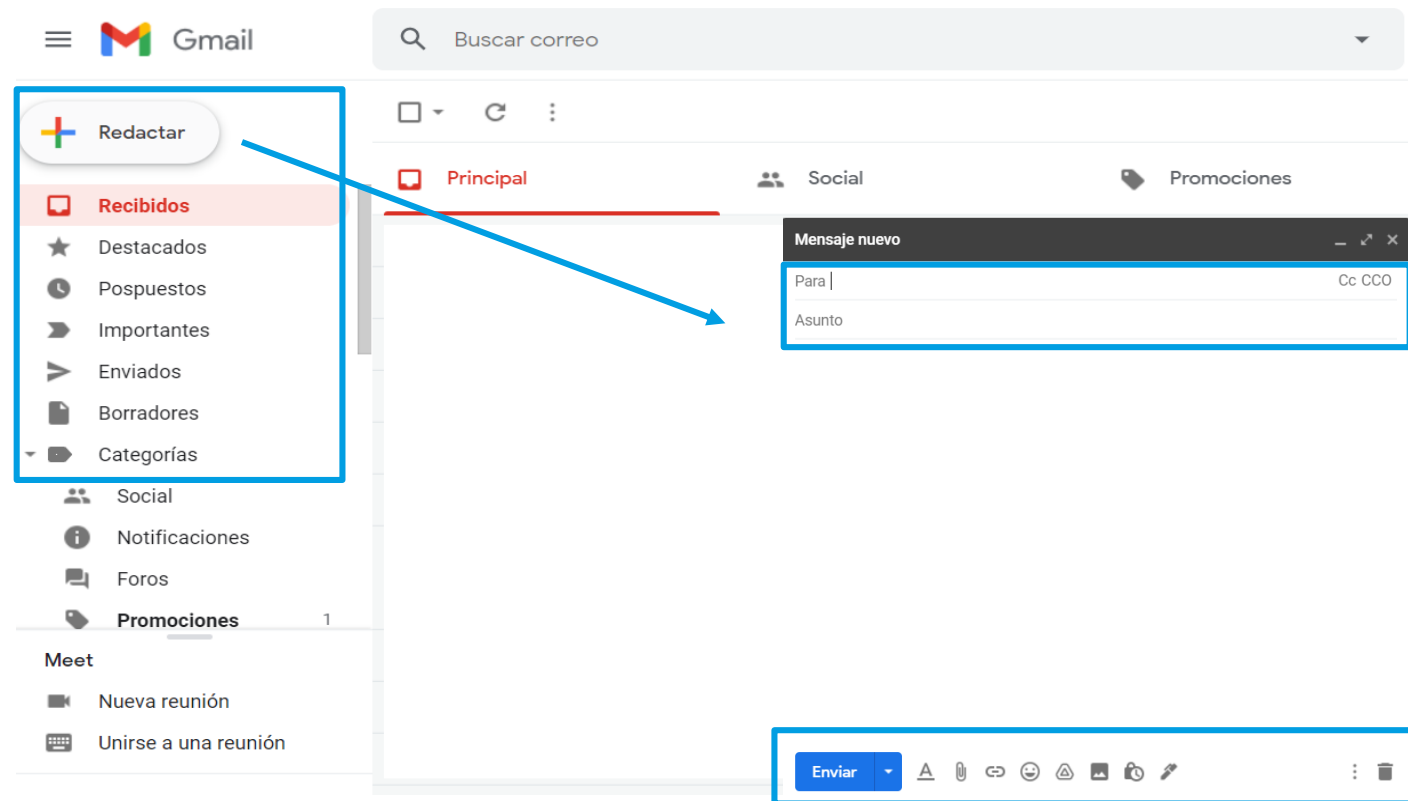 Gmail
Buscar correo
Redactar
Recibidos
Destacados
Pospuestos
Importantes
Enviados
Borradores
Categorías
Social
Notificaciones
Foros
Promociones 1
Meet
Nueva reunión
Unirse a una reunión
Principal
Social
Promociones
Mensaje nuevo
Para Cc CCO
Asunto
Enviar